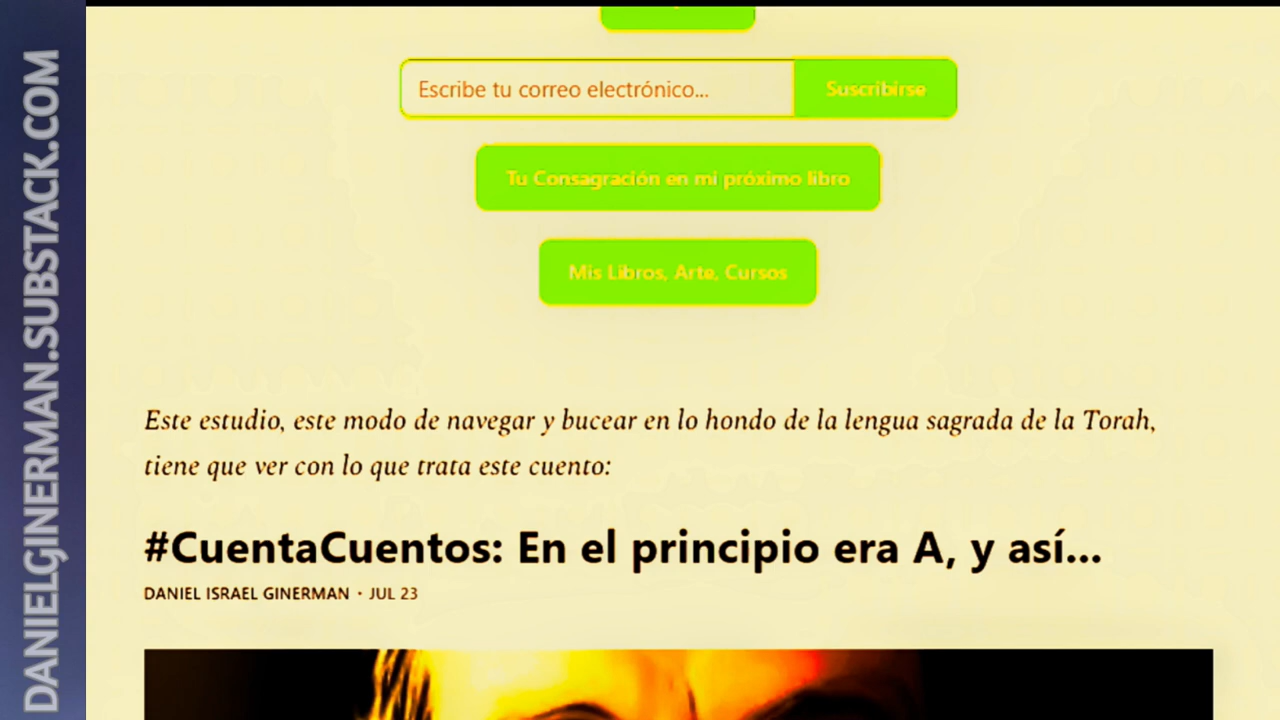 DANIELGINERMAN.SUBSTACK.COM
Escribe tu correo electrónico...
Suscribirse
Tu Consagración en mi próximo libro
Mis Libros, Arte, Cursos
Este estudio, este modo de navegar y bucear en lo hondo de la lengua sagrada de la Torah,
tiene que ver con lo que trata este cuento:
#CuentaCuentos: En el principio era A, y así...
DANIEL ISRAEL GINERMAN · JUL 23